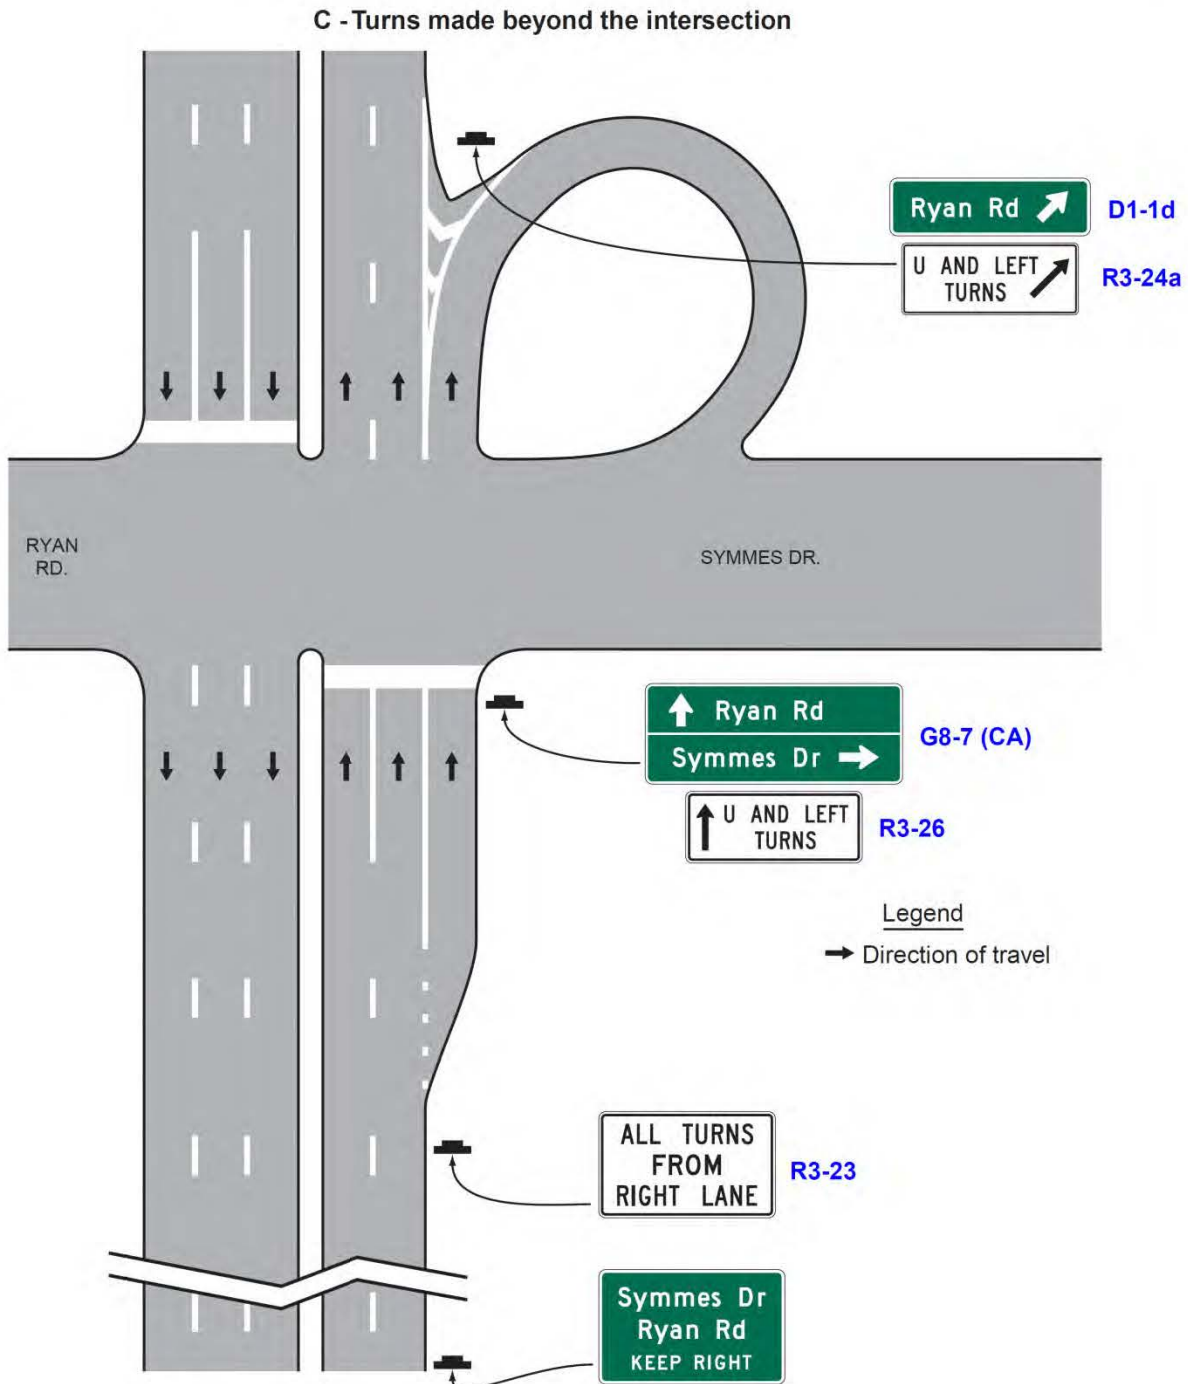 C - Turns made beyond the intersection
Ryan Rd
D1-1d
U AND LEFT
TURNS
R3-24a
RYAN
RD.
SYMMES DR.
Ryan Rd
Symmes Dr
G8-7 (CA)
U AND LEFT
TURNS
R3-26
Legend
Direction of travel
ALL TURNS
FROM
RIGHT LANE
R3-23
Symmes Dr
Ryan Rd
KEEP RIGHT